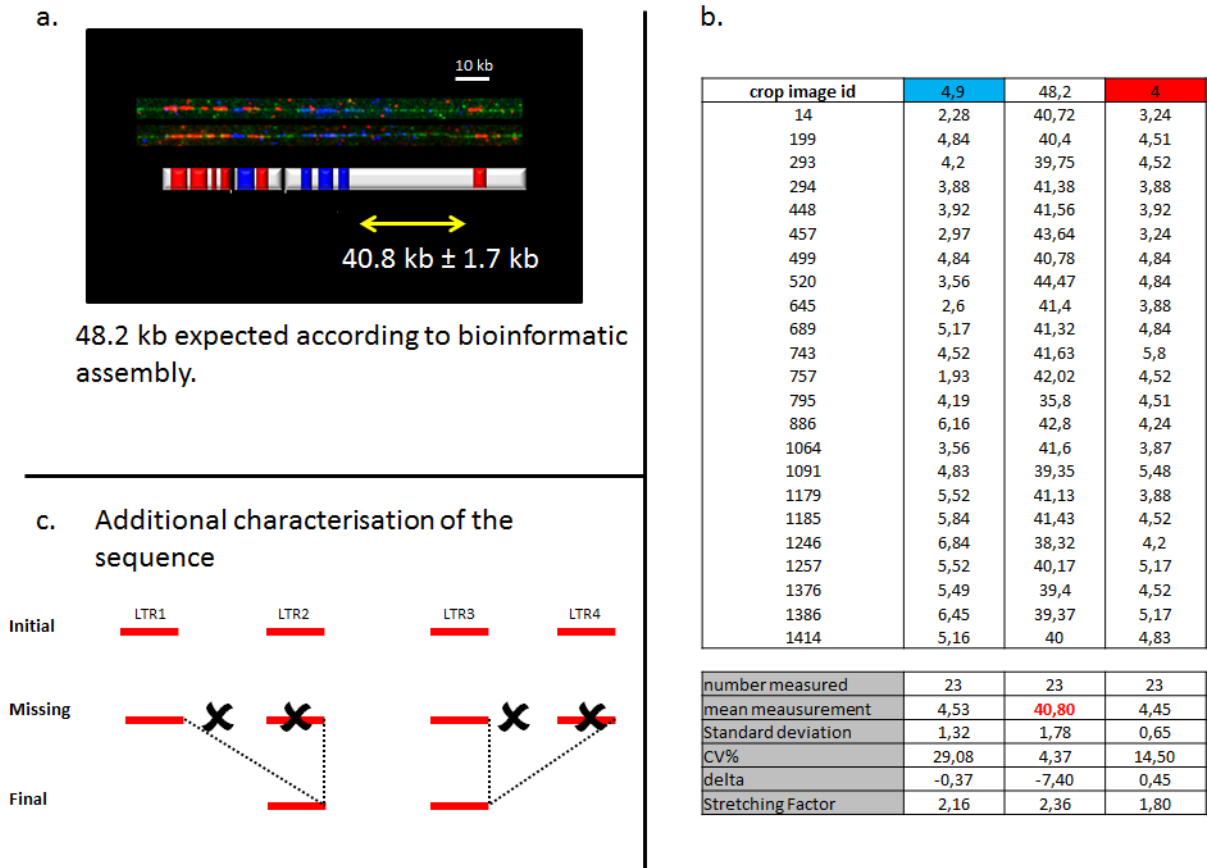 a.
10 kb
40.8 kb ± 1.7 kb
48.2 kb expected according to bioinformatic
assembly.
c. Additional characterisation of the
sequence
LTR1 LTR2 LTR3 LTR4
Initial
Missing
Final
b.
crop image id 4,9 48,2 4
14 2,28 40,72 3,24
199 4,84 40,4 4,51
293 4,2 39,75 4,52
294 3,88 41,38 3,88
448 3,92 41,56 3,92
457 2,97 43,64 3,24
499 4,84 40,78 4,84
520 3,56 44,47 4,84
645 2,6 41,4 3,88
689 5,17 41,32 4,84
743 4,52 41,63 5,8
757 1,93 42,02 4,52
795 4,19 35,8 4,51
886 6,16 42,8 4,24
1064 3,56 41,6 3,87
1091 4,83 39,35 5,48
1179 5,52 41,13 3,88
1185 5,84 41,43 4,52
1246 6,84 38,32 4,2
1257 5,52 40,17 5,17
1376 5,49 39,4 4,52
1386 6,45 39,37 5,17
1414 5,16 40 4,83
number measured 23 23 23
mean meausurement 4,53 40,80 4,45
Standard deviation 1,32 1,78 0,65
CV% 29,08 4,37 14,50
delta -0,37 -7,40 0,45
Stretching Factor 2,16 2,36 1,80